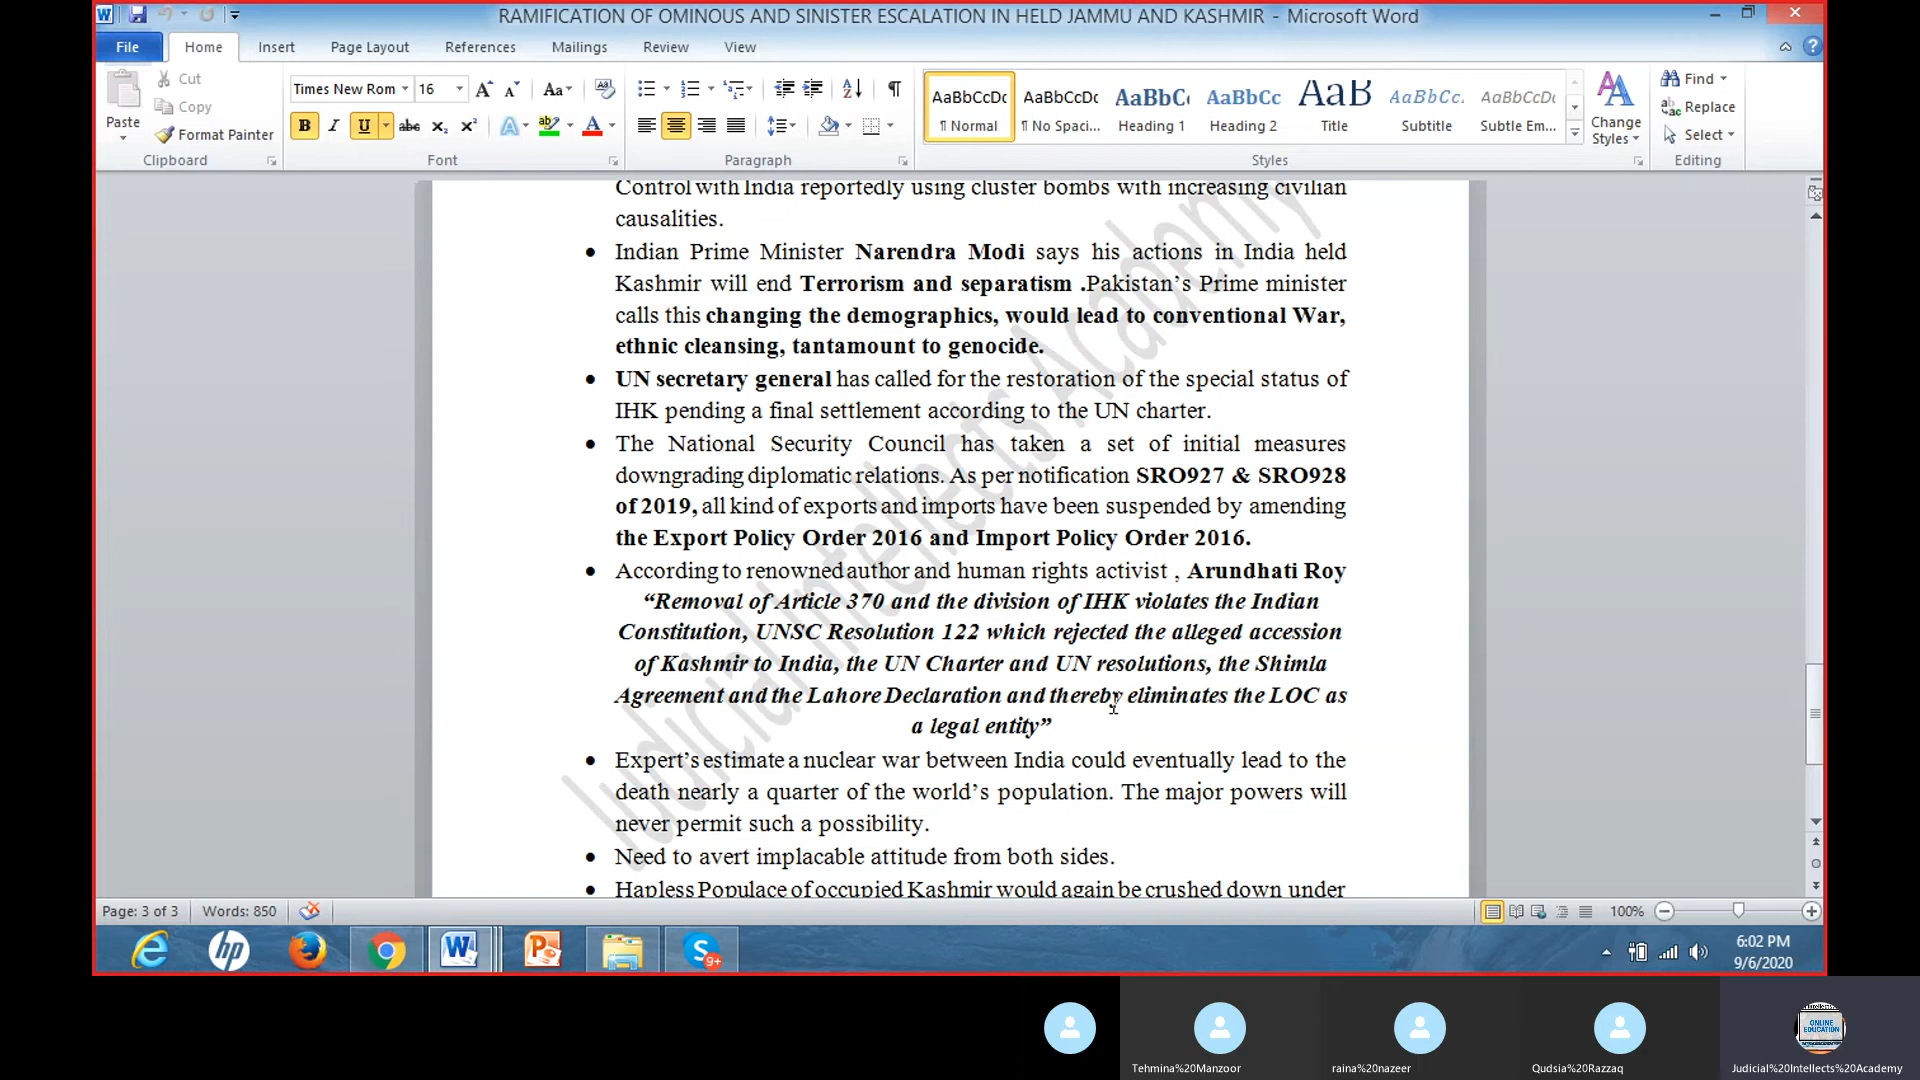 RAMIFICATION OF OMINOUS AND SINISTER ESCALATION IN HELD JAMMU AND KASHMIR - Microsoft Word
File Home Insert Page Layout References Mailings Review View
Paste
Cut
Copy
Format Painter
Clipboard
Times New Rom 16
Font
Paragraph
AaBbCcDc AaBbCcDc AaBbC AaBbCc AaB AaBbCc. AaBbCcDc
¶ Normal ¶ No Spaci... Heading 1 Heading 2 Title Subtitle Subtle Em...
Styles
Change
Styles
Find
Replace
Select
Editing
Control with India reportedly using cluster bombs with increasing civilian
causalities.
• Indian Prime Minister Narendra Modi says his actions in India held
Kashmir will end Terrorism and separatism .Pakistan's Prime minister
calls this changing the demographics, would lead to conventional War,
ethnic cleansing, tantamount to genocide.
• UN secretary general has called for the restoration of the special status of
IHK pending a final settlement according to the UN charter.
• The National Security Council has taken a set of initial measures
downgrading diplomatic relations. As per notification SRO927 & SRO928
of 2019, all kind of exports and imports have been suspended by amending
the Export Policy Order 2016 and Import Policy Order 2016.
• According to renowned author and human rights activist , Arundhati Roy
“Removal of Article 370 and the division of IHK violates the Indian
Constitution, UNSC Resolution 122 which rejected the alleged accession
of Kashmir to India, the UN Charter and UN resolutions, the Shimla
Agreement and the Lahore Declaration and thereby eliminates the LOC as
a legal entity”
• Expert's estimate a nuclear war between India could eventually lead to the
death nearly a quarter of the world's population. The major powers will
never permit such a possibility.
• Need to avert implacable attitude from both sides.
• Hapless Populace of occupied Kashmir would again be crushed down under
Judicial Intellects Academy
Page: 3 of 3 Words: 850 100%
6:02 PM
9/6/2020
9+
ONLINE
EDUCATION
Tehmina%20Manzoor raina%20nazeer Qudsia%20Razzaq Judicial%20Intellects%20Academy